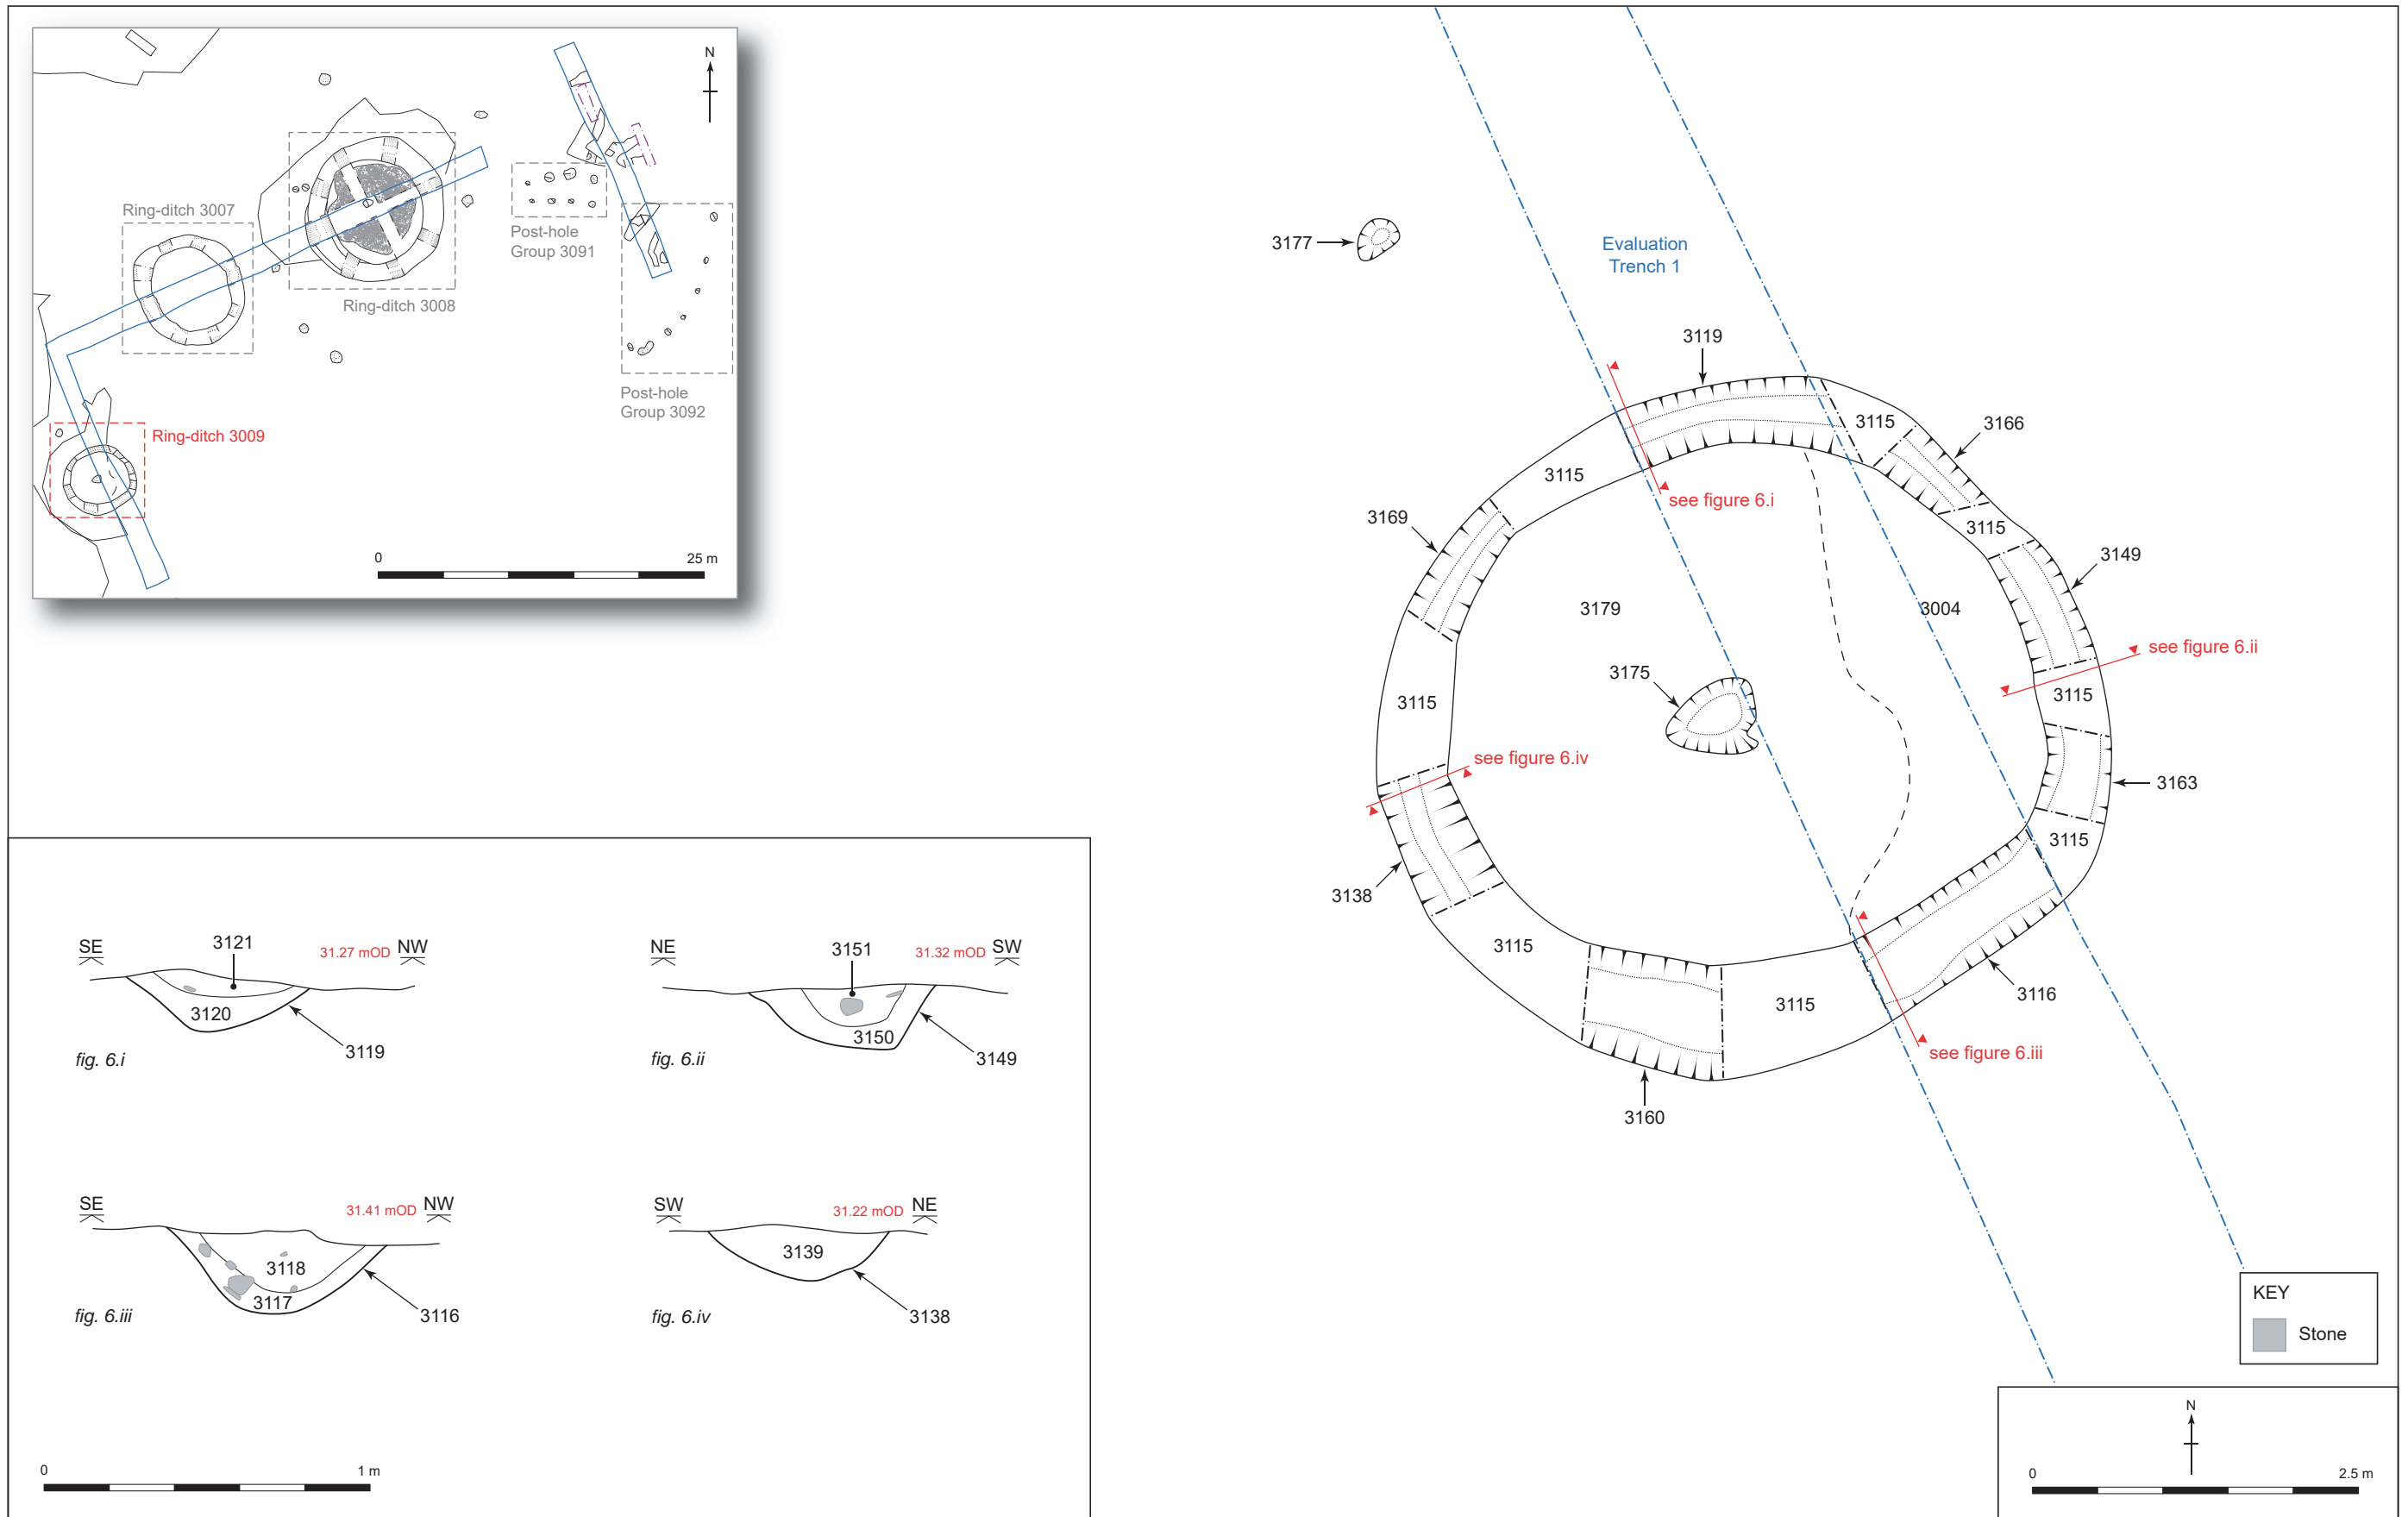 N
Ring-ditch 3007
Ring-ditch 3008
Post-hole
Group 3091
Post-hole
Group 3092
Ring-ditch 3009
0
25 m
Evaluation
Trench 1
3177
3119
3115
3166
see figure 6.i
3115
3115
3169
3149
3179
3004
see figure 6.ii
3175
3115
3115
see figure 6.iv
3163
3115
3138
3115
3116
3115
see figure 6.iii
3160
SE
3121
31.27 mOD
NW
3120
3119
fig. 6.i
NE
3151
31.32 mOD
SW
3150
3149
fig. 6.ii
SE
31.41 mOD
NW
3118
3117
3116
fig. 6.iii
SW
31.22 mOD
NE
3139
3138
fig. 6.iv
0
1 m
KEY
Stone
N
0
2.5 m